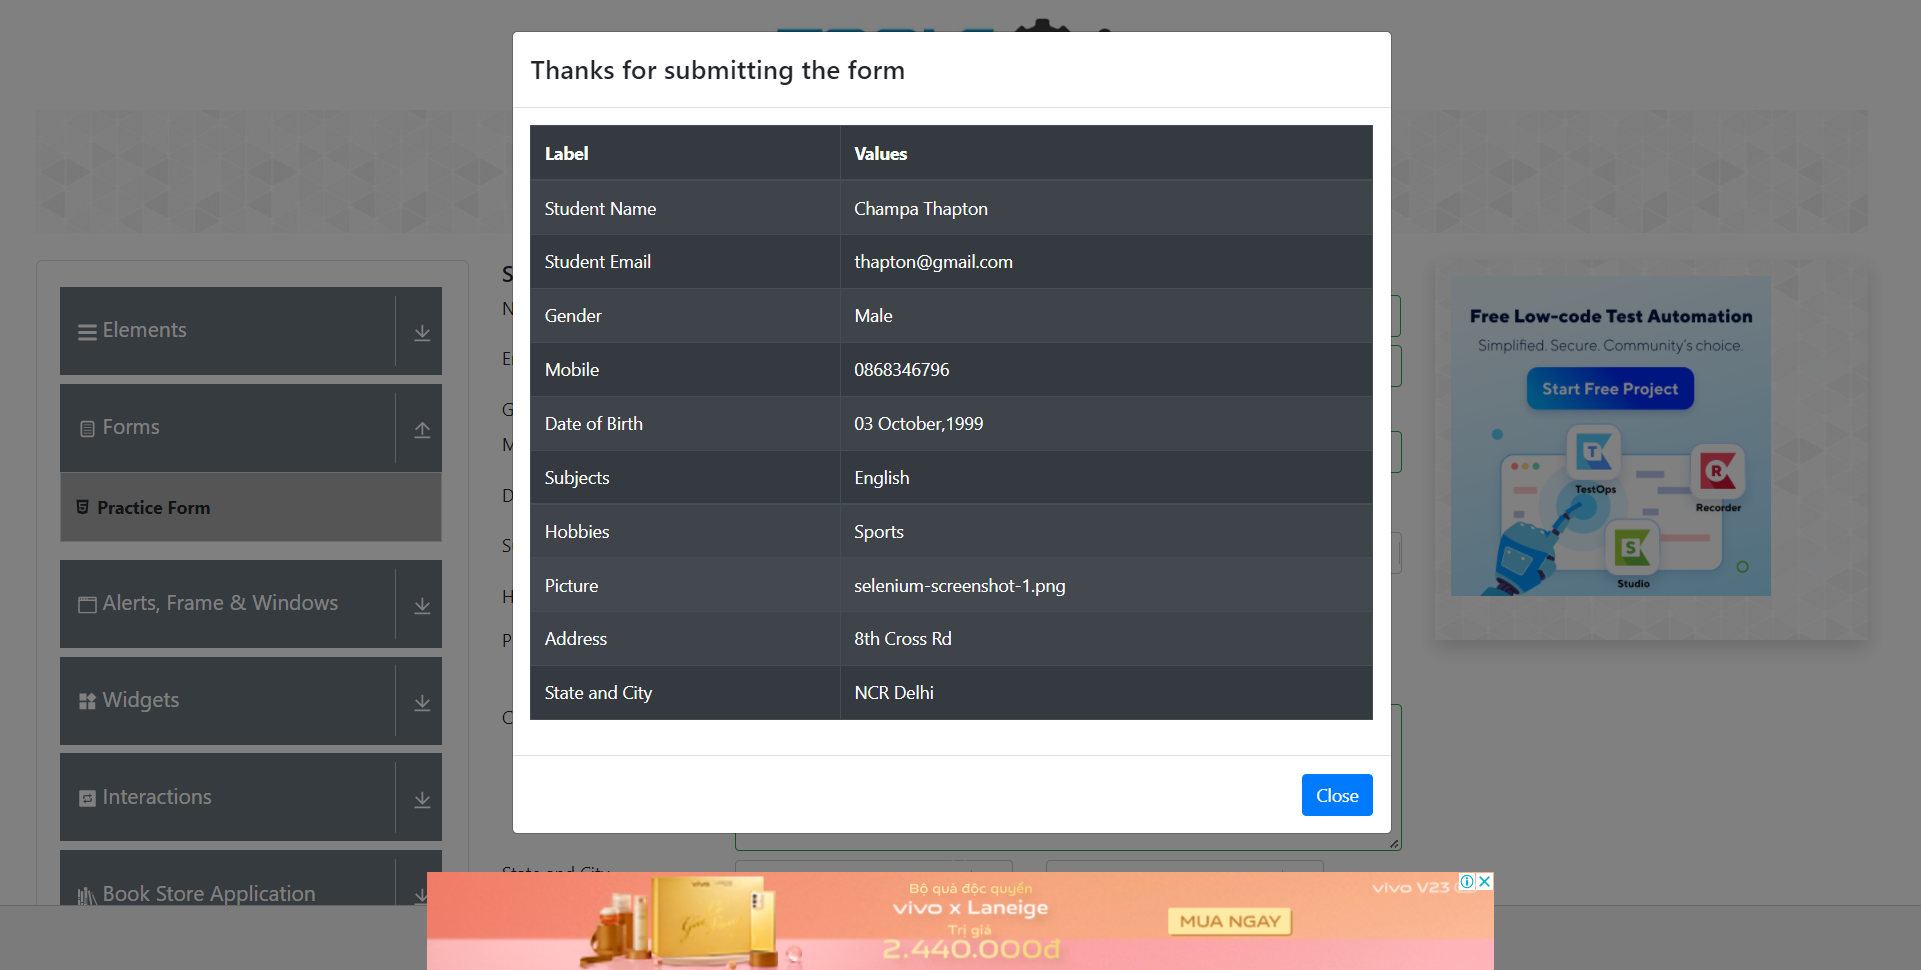 Thanks for submitting the form
Label Values
Student Name Champa Thapton
Student Email thapton@gmail.com
Gender Male
Mobile 0868346796
Date of Birth 03 October,1999
Subjects English
Hobbies Sports
Picture selenium-screenshot-1.png
Address 8th Cross Rd
State and City NCR Delhi
Close
Elements
Forms
Practice Form
Alerts, Frame & Windows
Widgets
Interactions
Book Store Application
State and City
Free Low-code Test Automation
Simplified. Secure. Community's choice.
Start Free Project
TestOps
Recorder
Studio
Bộ quà độc quyền
vivo x Laneige
Trị giá
2.440.000đ
MUA NGAY
vivo V23